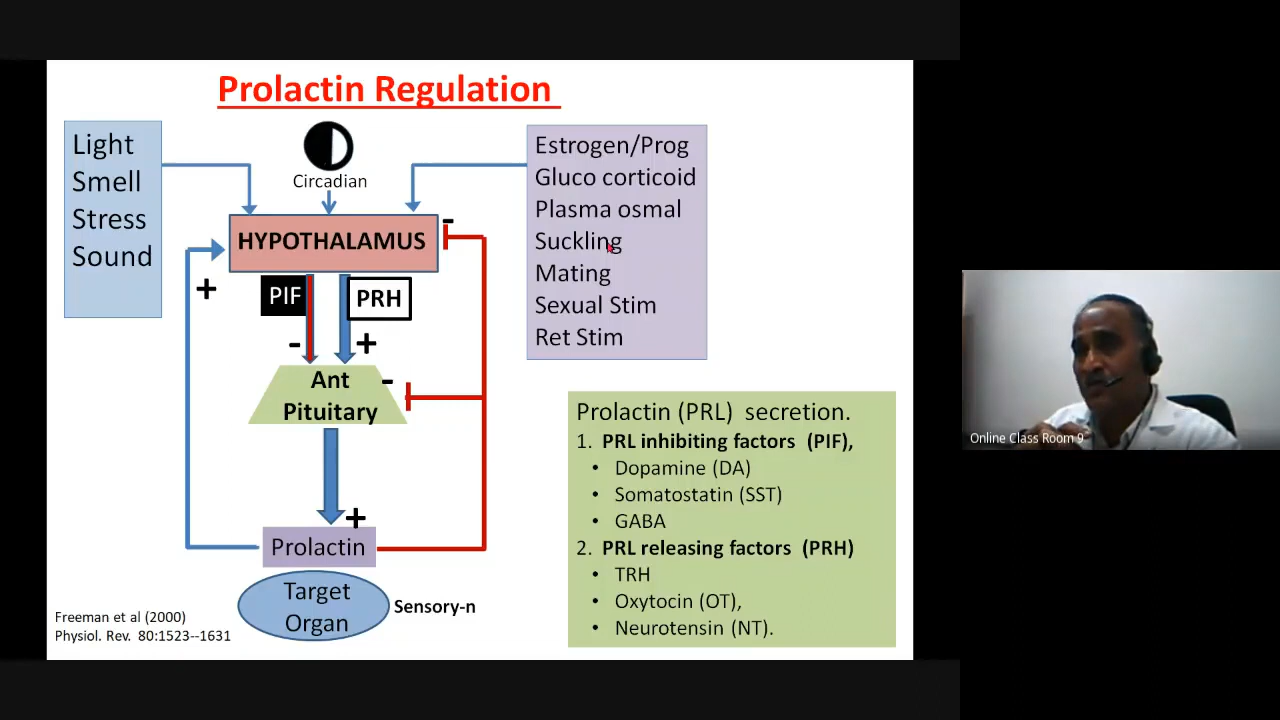 Prolactin Regulation
Light
Smell
Stress
Sound
Circadian
Estrogen/Prog
Gluco corticoid
Plasma osmal
Suckling
Mating
Sexual Stim
Ret Stim
HYPOTHALAMUS
-
+
PIF
PRH
-
+
Ant
Pituitary
-
+
Prolactin
Target
Organ
Sensory-n
Freeman et al (2000)
Physiol. Rev. 80:1523--1631
Prolactin (PRL) secretion.
1. PRL inhibiting factors (PIF),
• Dopamine (DA)
• Somatostatin (SST)
• GABA
2. PRL releasing factors (PRH)
• TRH
• Oxytocin (OT),
• Neurotensin (NT).
Online Class Room 9